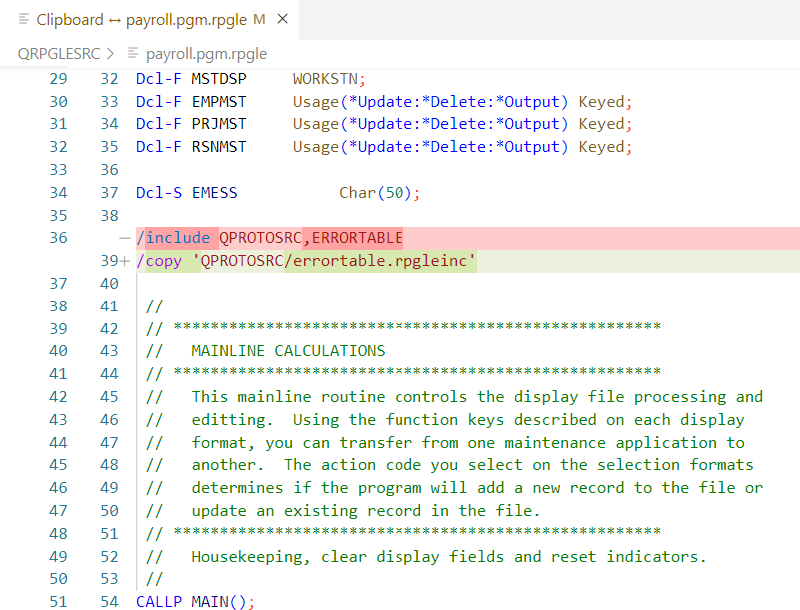 Clipboard ↔ payroll.pgm.rpgle M ×
QRPGLESRC > payroll.pgm.rpgle
29 32 Dcl-F MSTDSP     WORKSTN;
30 33 Dcl-F EMPMST     Usage(*Update:*Delete:*Output) Keyed;
31 34 Dcl-F PRJMST     Usage(*Update:*Delete:*Output) Keyed;
32 35 Dcl-F RSNMST     Usage(*Update:*Delete:*Output) Keyed;
33 36
34 37 Dcl-S EMESS           Char(50);
35 38
36 — /include QPROTOSRC,ERRORTABLE
39+ /copy 'QPROTOSRC/errortable.rpgleinc'
37 40
38 41 //
39 42 // *****************************************************
40 43 //   MAINLINE CALCULATIONS
41 44 // *****************************************************
42 45 //   This mainline routine controls the display file processing and
43 46 //   editting.  Using the function keys described on each display
44 47 //   format, you can transfer from one maintenance application to
45 48 //   another.  The action code you select on the selection formats
46 49 //   determines if the program will add a new record to the file or
47 50 //   update an existing record in the file.
48 51 // *****************************************************
49 52 //   Housekeeping, clear display fields and reset indicators.
50 53 //
51 54 CALLP MAIN();